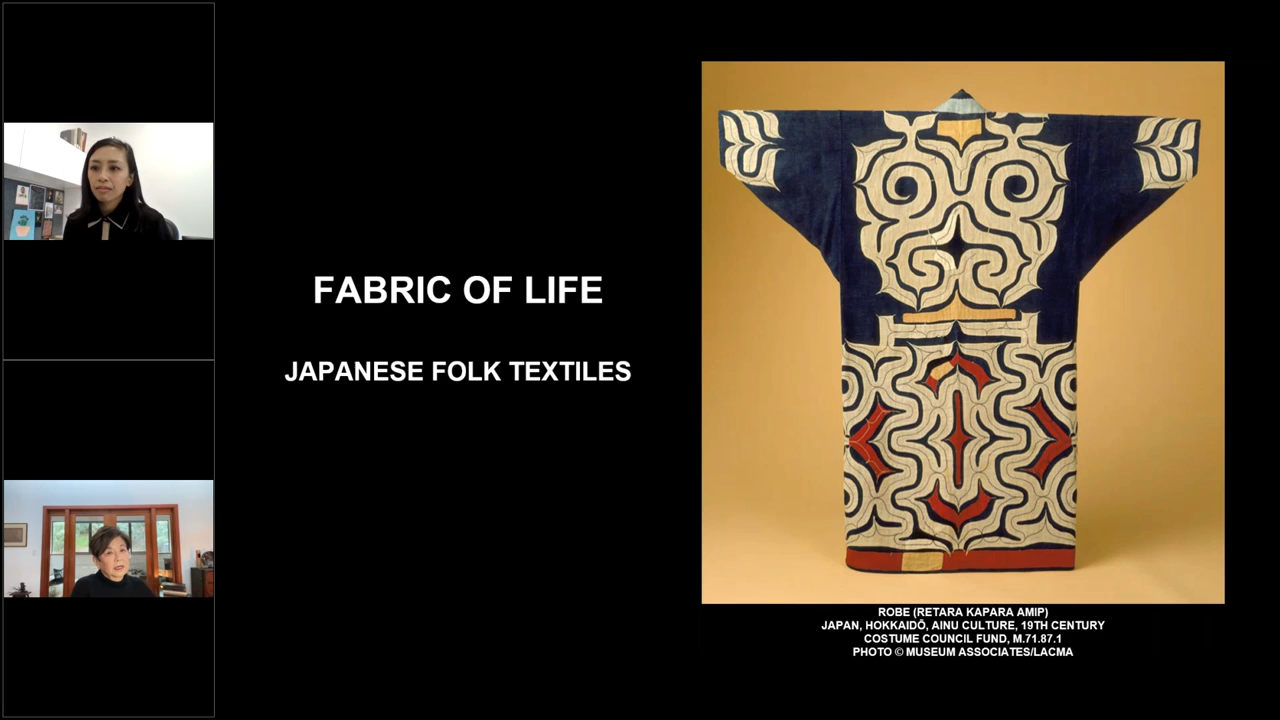 FABRIC OF LIFE
JAPANESE FOLK TEXTILES
ROBE (RETARA KAPARA AMIP)
JAPAN, HOKKAIDŌ, AINU CULTURE, 19TH CENTURY
COSTUME COUNCIL FUND, M.71.87.1
PHOTO © MUSEUM ASSOCIATES/LACMA